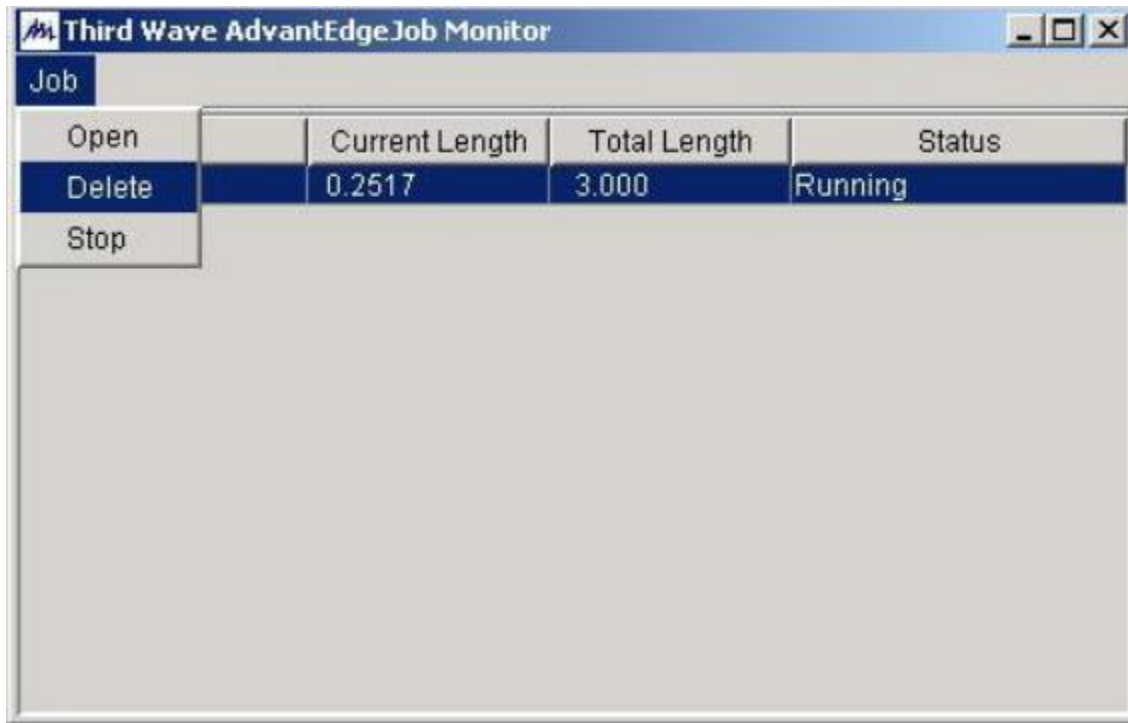 Third Wave AdvantEdgeJob Monitor
Job
Open Current Length Total Length Status
Delete 0.2517 3.000 Running
Stop